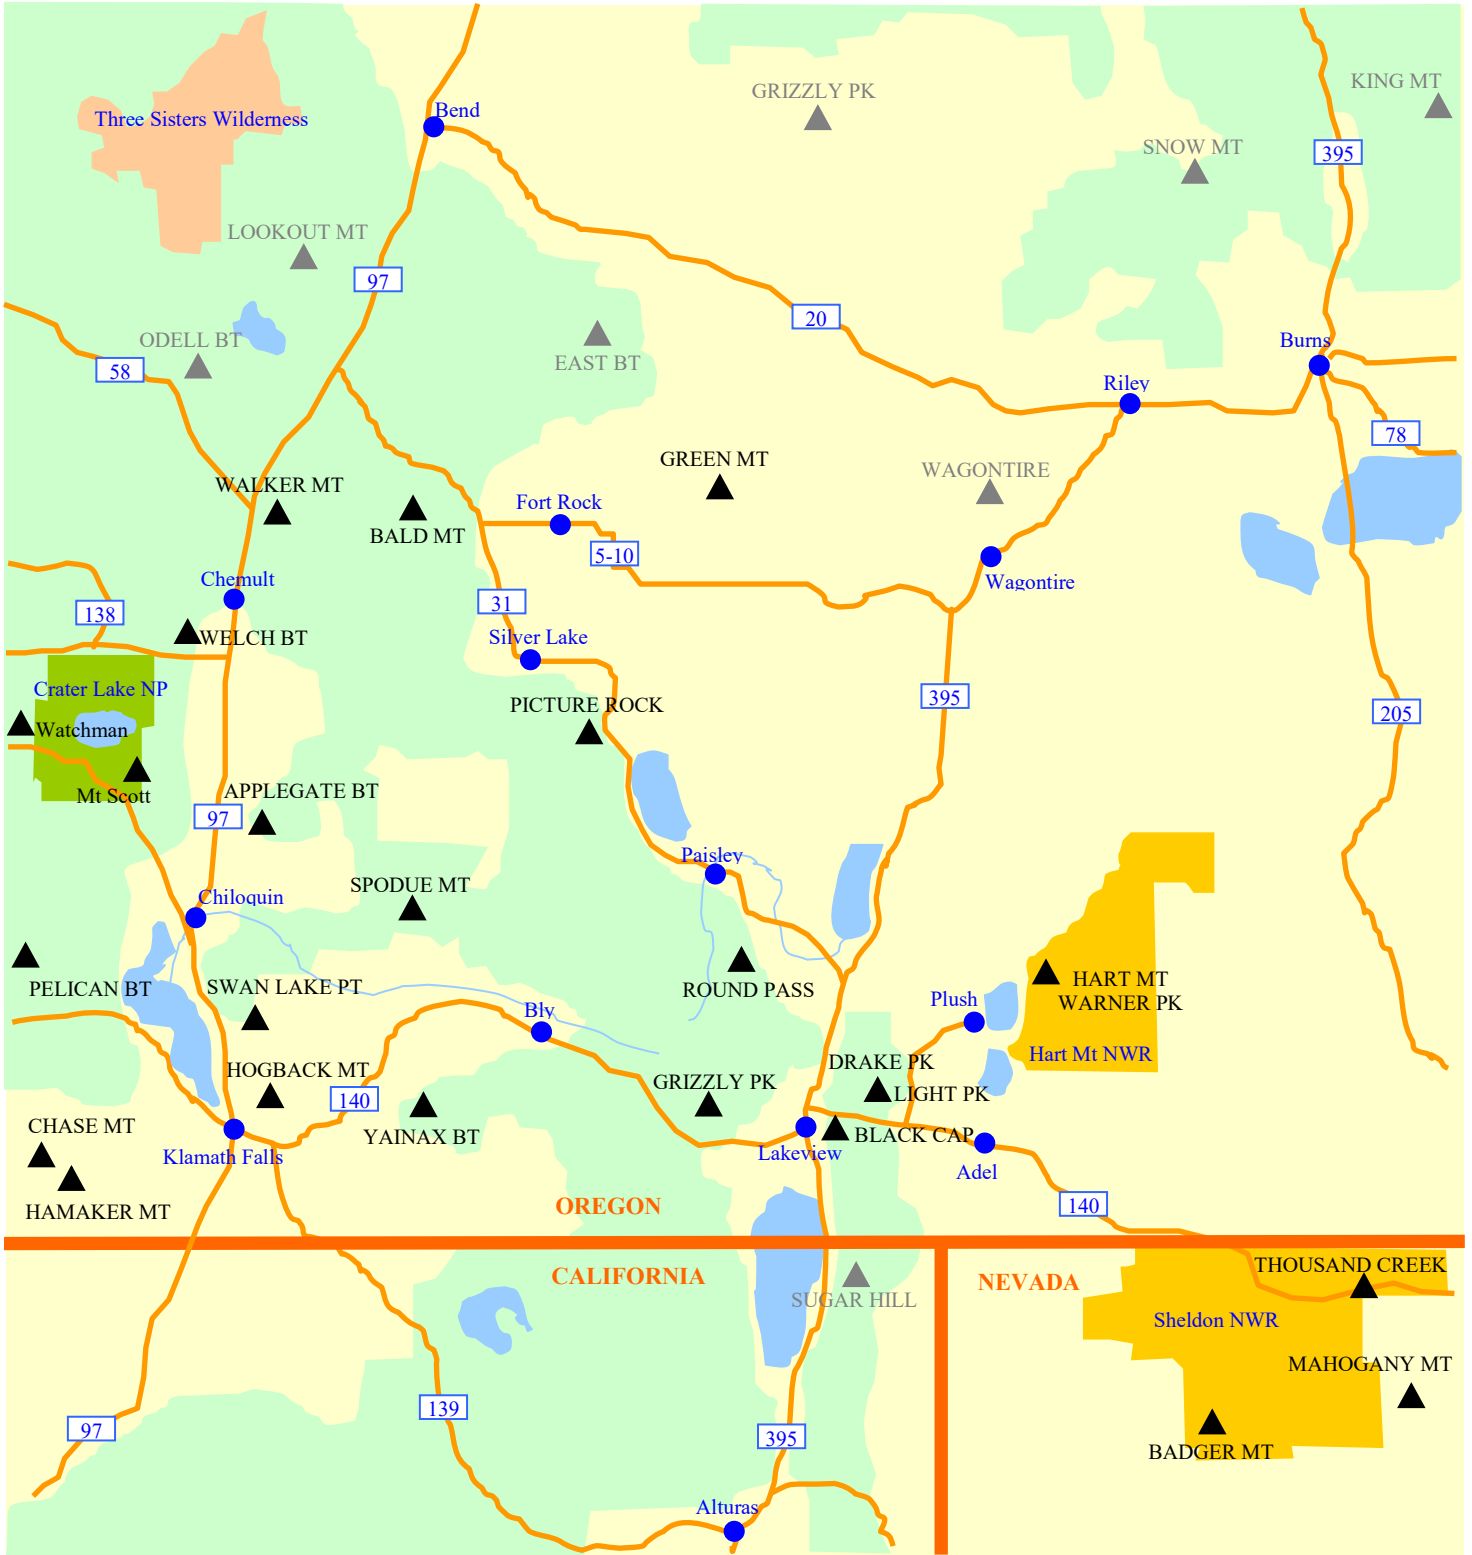 KING MT
GRIZZLY PK
Bend
Three Sisters Wilderness
SNOW MT
395
LOOKOUT MT
97
20
ODELL BT
Burns
EAST BT
58
Riley
78
GREEN MT
WAGONTIRE
WALKER MT
Fort Rock
BALD MT
5-10
Chemult
Wagontire
31
138
WELCH BT
Silver Lake
Crater Lake NP
395
PICTURE ROCK
205
Watchman
APPLEGATE BT
Mt Scott
97
Paisley
SPODUE MT
Chiloquin
HART MT
PELICAN BT
SWAN LAKE PT
ROUND PASS
Plush
WARNER PK
Bly
Hart Mt NWR
DRAKE PK
HOGBACK MT
GRIZZLY PK
LIGHT PK
140
CHASE MT
YAINAX BT
BLACK CAP
Klamath Falls
Lakeview
Adel
HAMAKER MT
OREGON
140
THOUSAND CREEK
CALIFORNIA
NEVADA
SUGAR HILL
Sheldon NWR
MAHOGANY MT
139
97
395
BADGER MT
Alturas